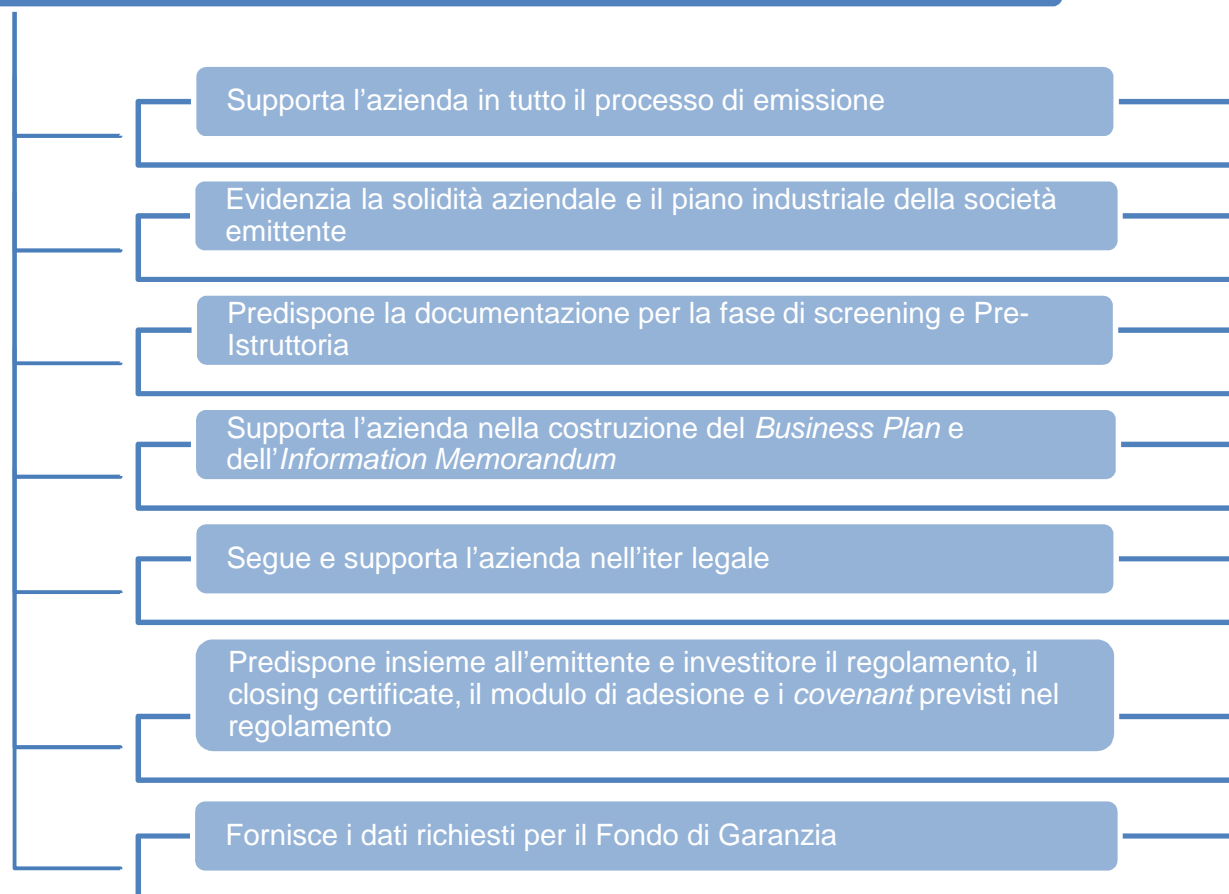 Supporta l’azienda in tutto il processo di emissione
Evidenzia la solidità aziendale e il piano industriale della società
emittente
Predispone la documentazione per la fase di screening e Pre-
Istruttoria
Supporta l’azienda nella costruzione del Business Plan e
dell’Information Memorandum
Segue e supporta l’azienda nell’iter legale
Predispone insieme all’emittente e investitore il regolamento, il
closing certificate, il modulo di adesione e i covenant previsti nel
regolamento
Fornisce i dati richiesti per il Fondo di Garanzia